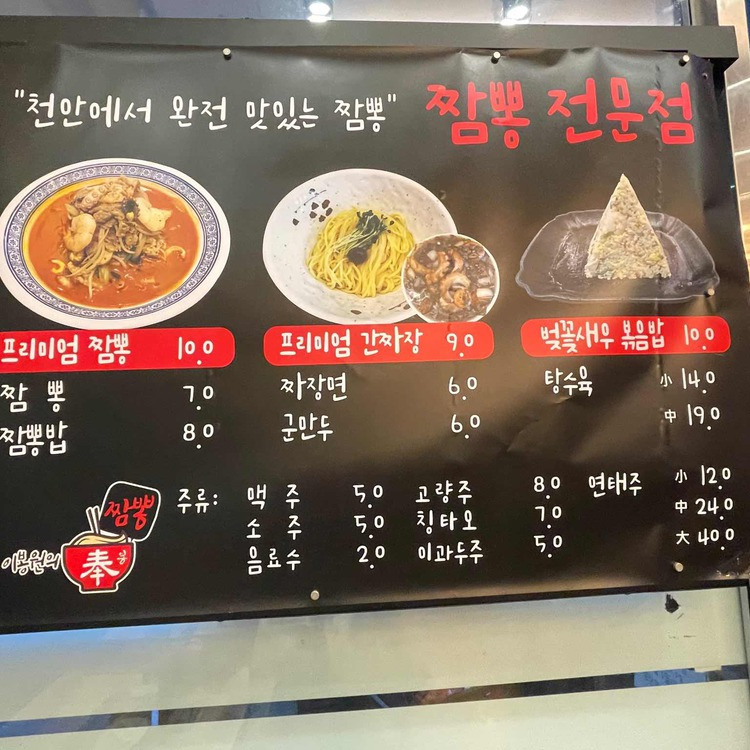 "천안에서 완전 맛있는 짬뽕" 짬뽕 전문점
프리미엄 짬뽕 10.0
짬 뽕 7.0
짬뽕밥 8.0
프리미엄 간짜장 9.0
짜장면 6.0
군만두 6.0
벚꽃새우 볶음밥 10.0
탕수육 小 14.0
中 19.0
이봉원의 짬뽕 奉 봉
주류: 맥 주 5.0
소 주 5.0
음료수 2.0
고량주 8.0
칭타오 7.0
이과두주 5.0
연태주 小 12.0
中 24.0
大 40.0